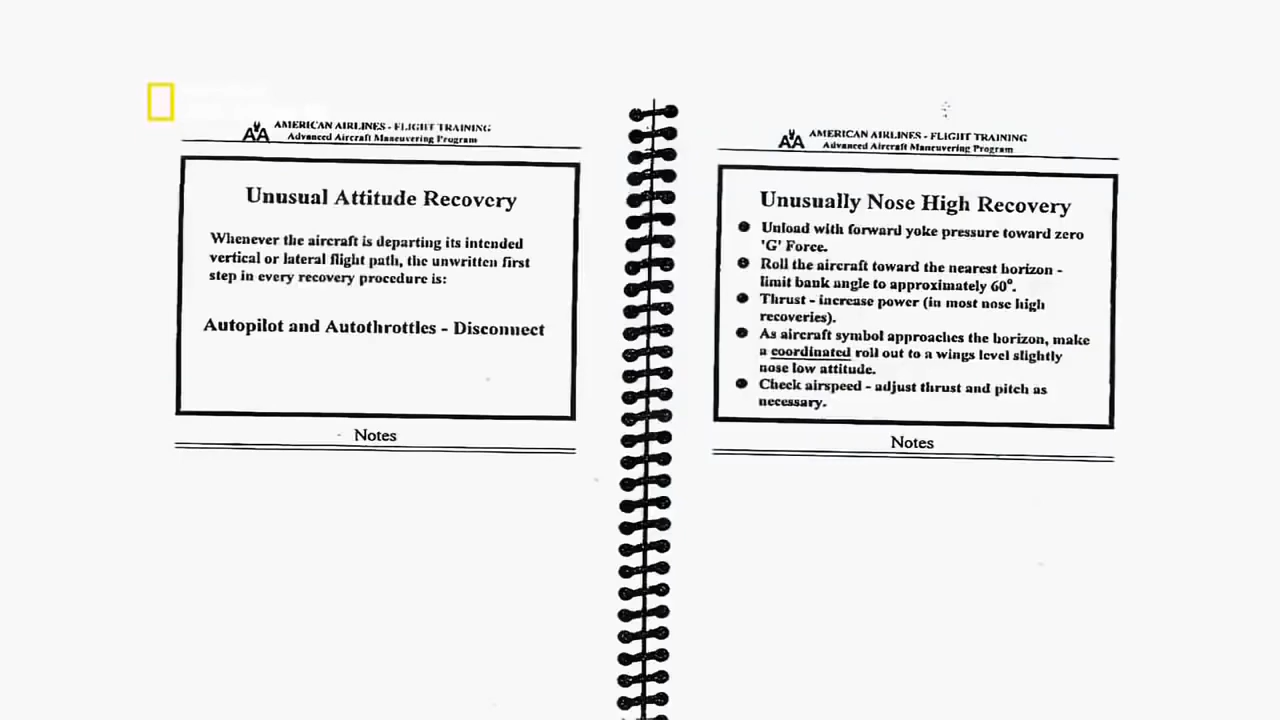 AMERICAN AIRLINES - FLIGHT TRAINING
Advanced Aircraft Maneuvering Program
Unusual Attitude Recovery
Whenever the aircraft is departing its intended
vertical or lateral flight path, the unwritten first
step in every recovery procedure is:
Autopilot and Autothrottles - Disconnect
Notes
AMERICAN AIRLINES - FLIGHT TRAINING
Advanced Aircraft Maneuvering Program
Unusually Nose High Recovery
● Unload with forward yoke pressure toward zero
'G' Force.
● Roll the aircraft toward the nearest horizon -
limit bank angle to approximately 60°.
● Thrust - increase power (in most nose high
recoveries).
● As aircraft symbol approaches the horizon, make
a coordinated roll out to a wings level slightly
nose low attitude.
● Check airspeed - adjust thrust and pitch as
necessary.
Notes